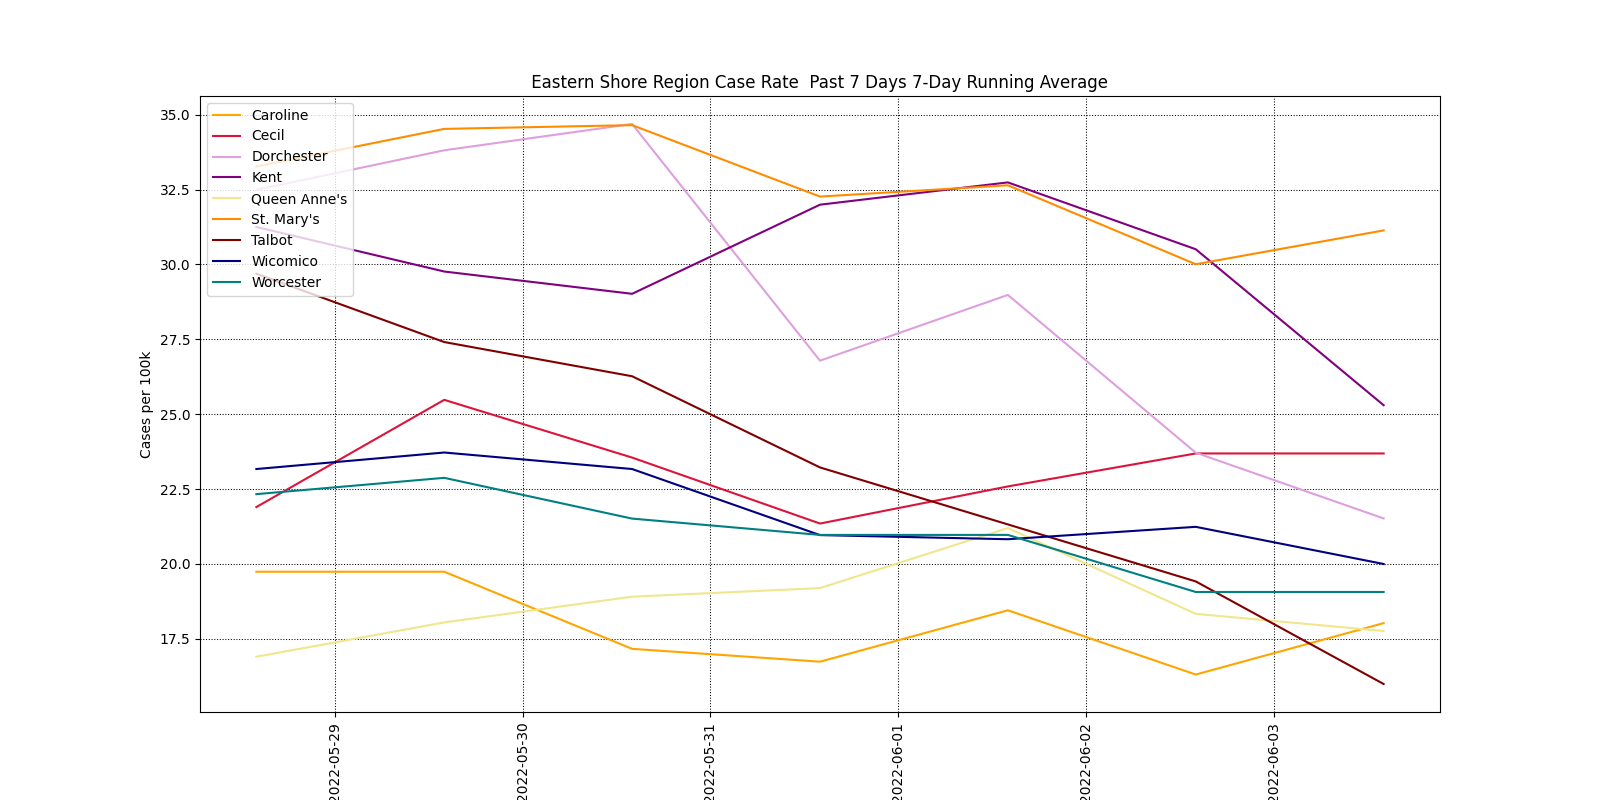 Eastern Shore Region Case Rate  Past 7 Days 7-Day Running Average
Cases per 100k
35.0
32.5
30.0
27.5
25.0
22.5
20.0
17.5
Caroline
Cecil
Dorchester
Kent
Queen Anne's
St. Mary's
Talbot
Wicomico
Worcester
2022-05-29
2022-05-30
2022-05-31
2022-06-01
2022-06-02
2022-06-03